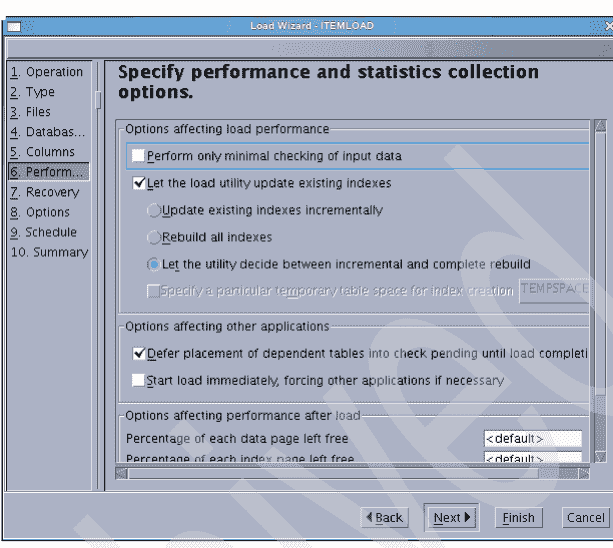 Load Wizard - ITEMLOAD
1. Operation
2. Type
3. Files
4. Databas...
5. Columns
6. Perform...
7. Recovery
8. Options
9. Schedule
10. Summary
Specify performance and statistics collection
options.
Options affecting load performance
Perform only minimal checking of input data
Let the load utility update existing indexes
Update existing indexes incrementally
Rebuild all indexes
Let the utility decide between incremental and complete rebuild
Specify a particular temporary table space for index creation TEMPSPACE
Options affecting other applications
Defer placement of dependent tables into check pending until load completi
Start load immediately, forcing other applications if necessary
Options affecting performance after load
Percentage of each data page left free <default>
Percentage of each index page left free <default>
Back Next Finish Cancel